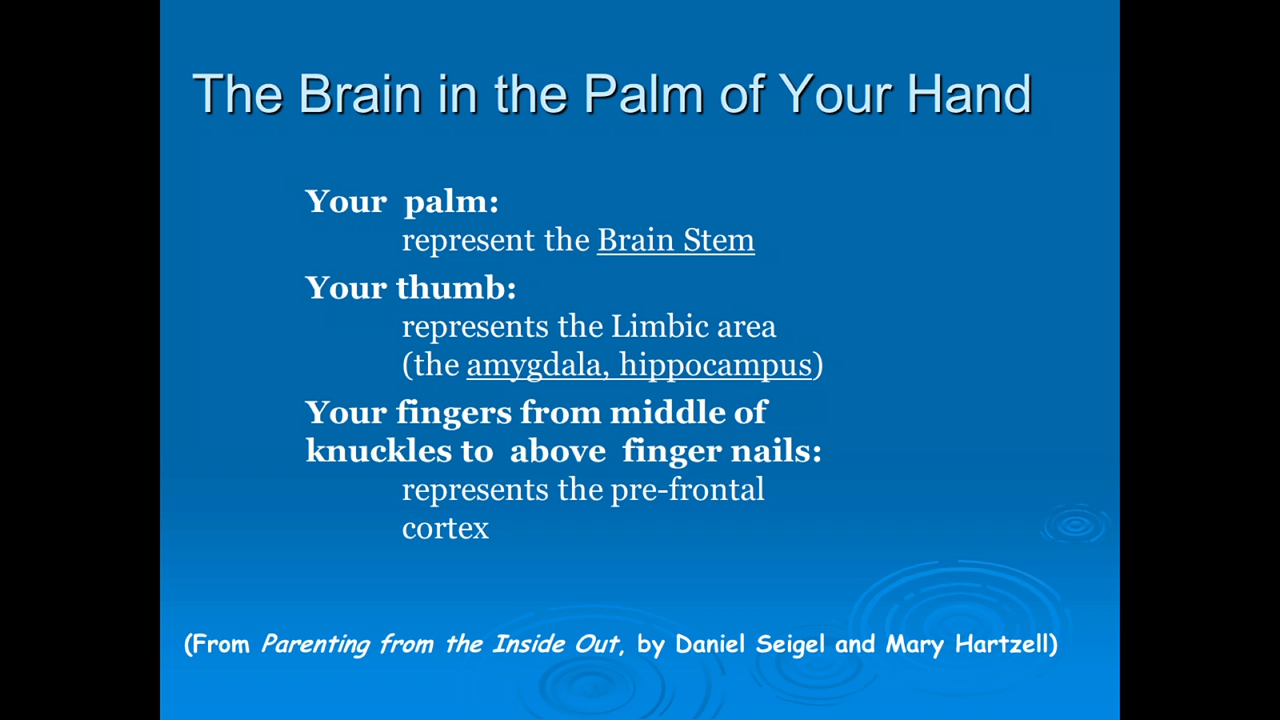 The Brain in the Palm of Your Hand
Your palm:
represent the Brain Stem
Your thumb:
represents the Limbic area
(the amygdala, hippocampus)
Your fingers from middle of
knuckles to above finger nails:
represents the pre-frontal
cortex
(From Parenting from the Inside Out, by Daniel Seigel and Mary Hartzell)